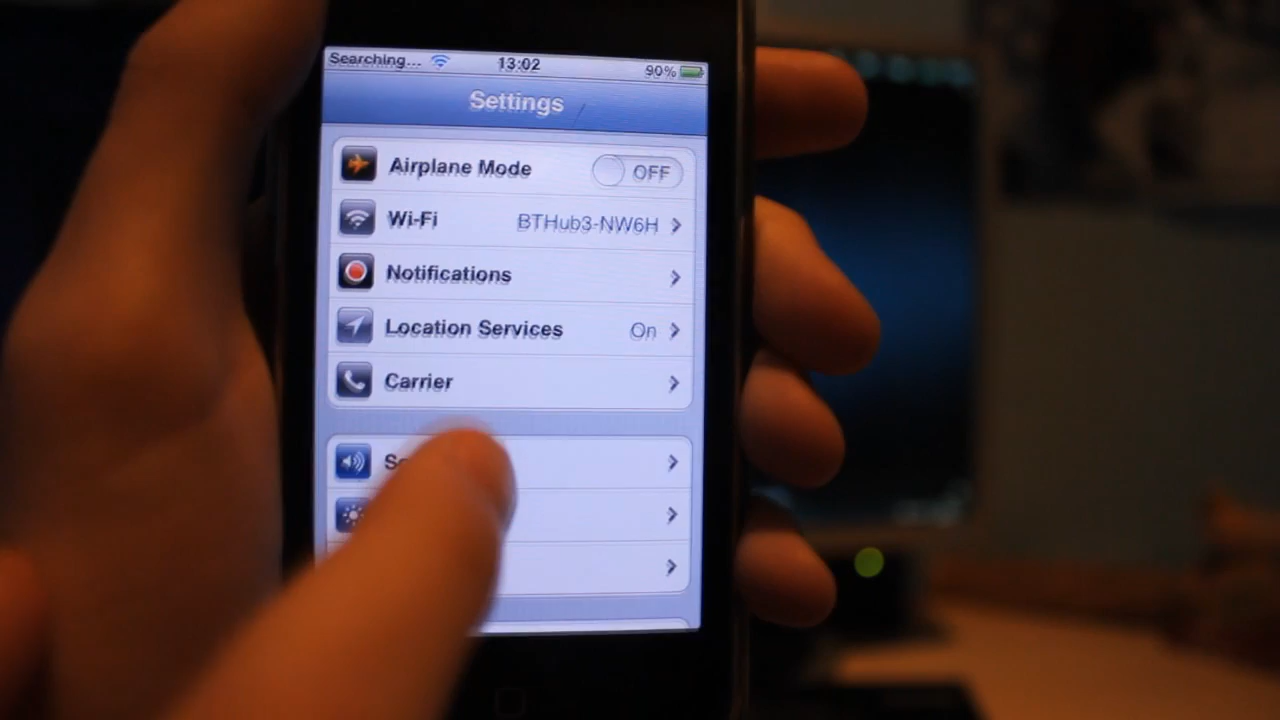 Searching... 13:02 90%
Settings
Airplane Mode OFF
Wi-Fi BTHub3-NW6H
Notifications
Location Services On
Carrier